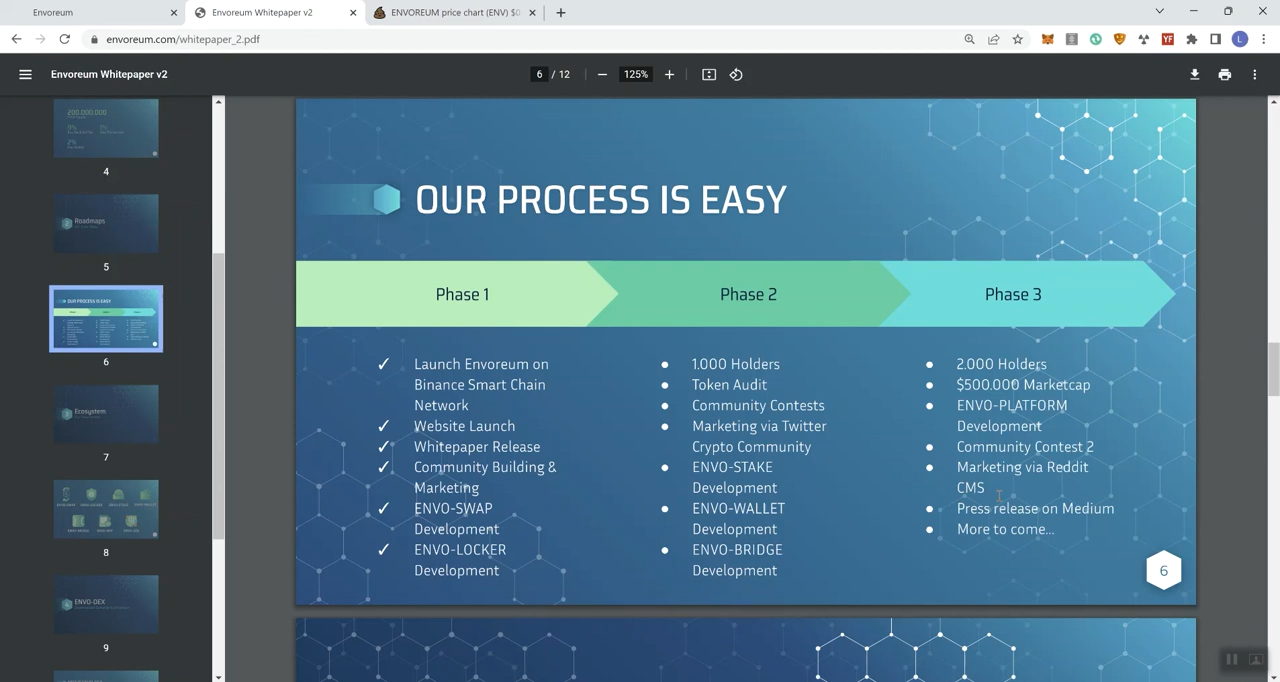 Envoreum
Envoreum Whitepaper v2
ENVOREUM price chart (ENV) $0
envoreum.com/whitepaper_2.pdf
YF
L
Envoreum Whitepaper v2
6 / 12
125%
200.000.000
4
Roadmaps
5
OUR PROCESS IS EASY
6
Ecosystem
7
8
ENVO-DEX
9
OUR PROCESS IS EASY
Phase 1
Phase 2
Phase 3
✓ Launch Envoreum on
Binance Smart Chain
Network
✓ Website Launch
✓ Whitepaper Release
✓ Community Building &
Marketing
✓ ENVO-SWAP
Development
✓ ENVO-LOCKER
Development
• 1.000 Holders
• Token Audit
• Community Contests
• Marketing via Twitter
Crypto Community
• ENVO-STAKE
Development
• ENVO-WALLET
Development
• ENVO-BRIDGE
Development
• 2.000 Holders
• $500.000 Marketcap
• ENVO-PLATFORM
Development
• Community Contest 2
• Marketing via Reddit
CMS
• Press release on Medium
• More to come...
6